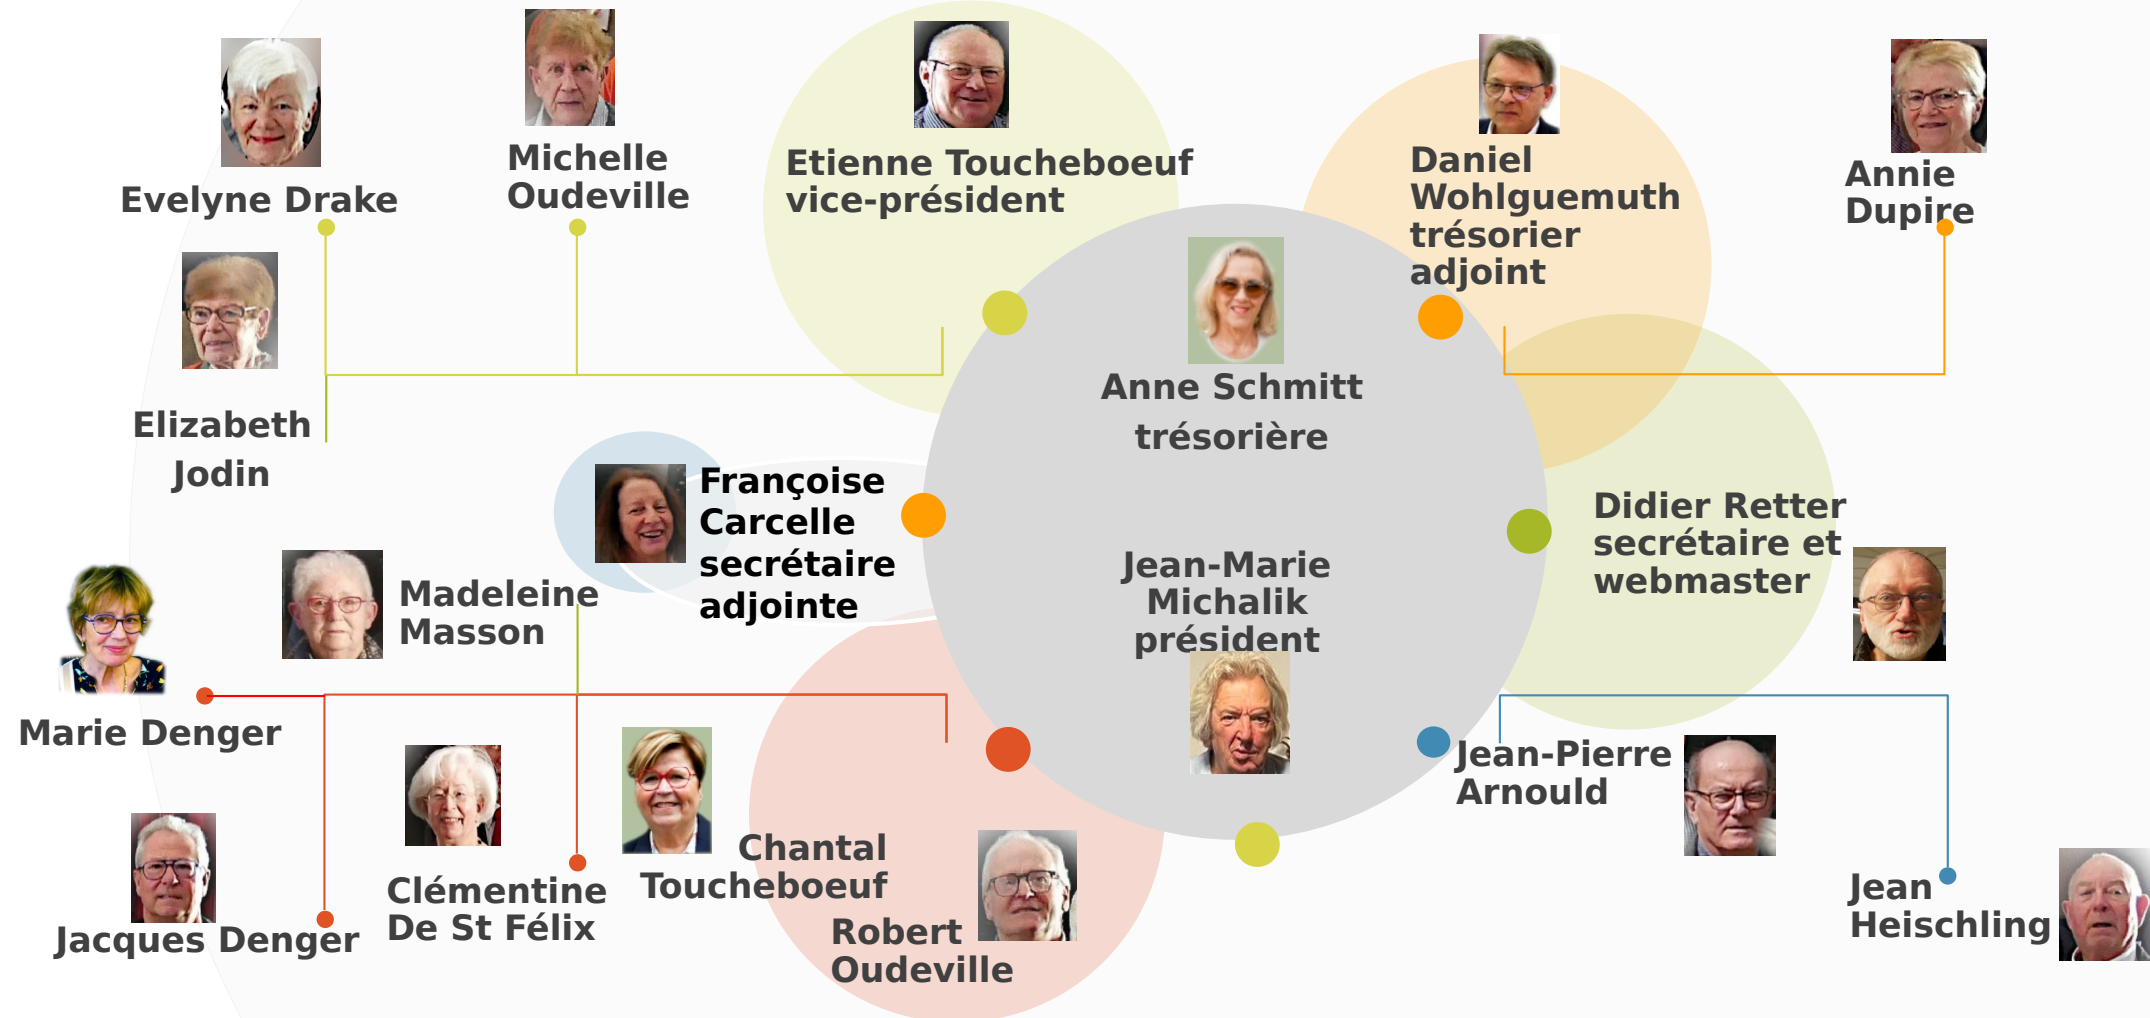 Evelyne Drake
Michelle
Oudeville
Etienne Toucheboeuf
vice-président
Daniel
Wohlguemuth
trésorier
adjoint
Annie
Dupire
Elizabeth
Jodin
Anne Schmitt
trésorière
Françoise
Carcelle
secrétaire
adjointe
Didier Retter
secrétaire et
webmaster
Jean-Marie
Michalik
président
Madeleine
Masson
Marie Denger
Jean-Pierre
Arnould
Chantal
Toucheboeuf
Clémentine
De St Félix
Jacques Denger
Robert
Oudeville
Jean
Heischling